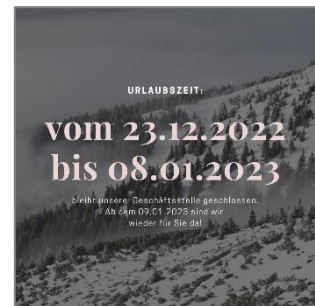 URLAUBSZEIT:
vom 23.12.2022
bis 08.01.2023
bleibt unsere Geschäftsstelle geschlossen.
Ab dem 09.01.2023 sind wir
wieder für Sie da!